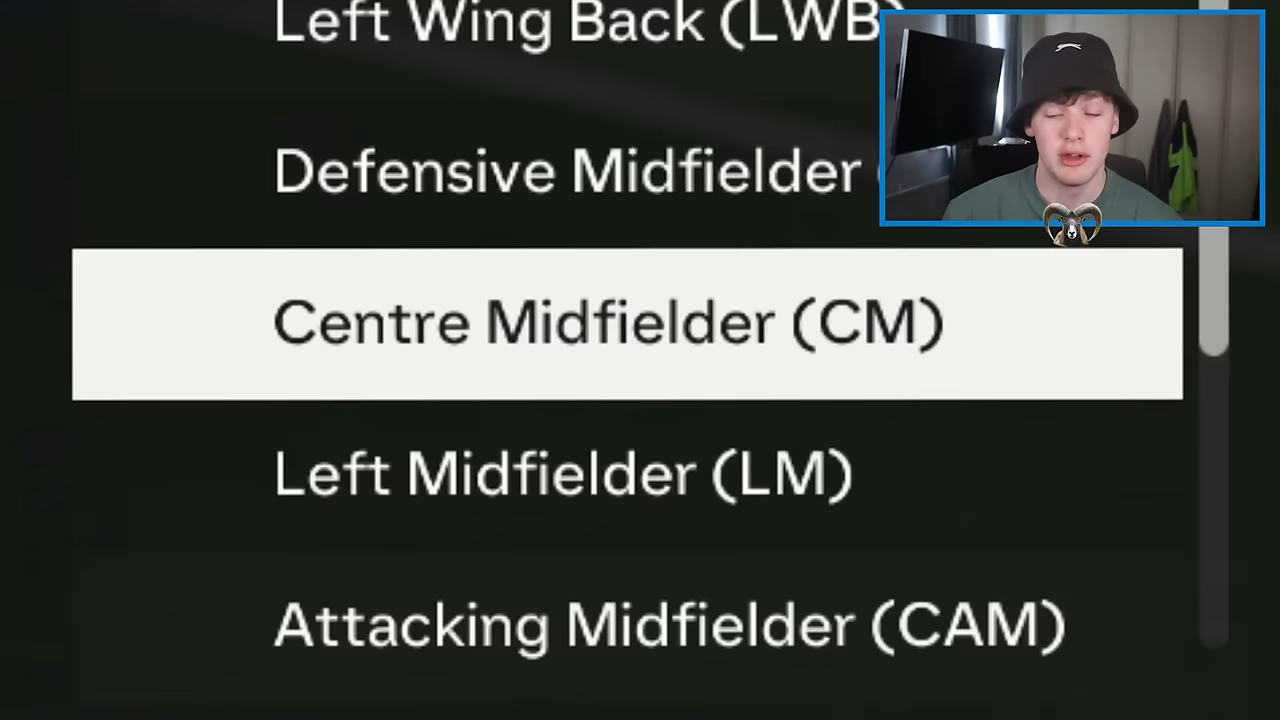 Left Wing Back (LWB)
Defensive Midfielder
Centre Midfielder (CM)
Left Midfielder (LM)
Attacking Midfielder (CAM)